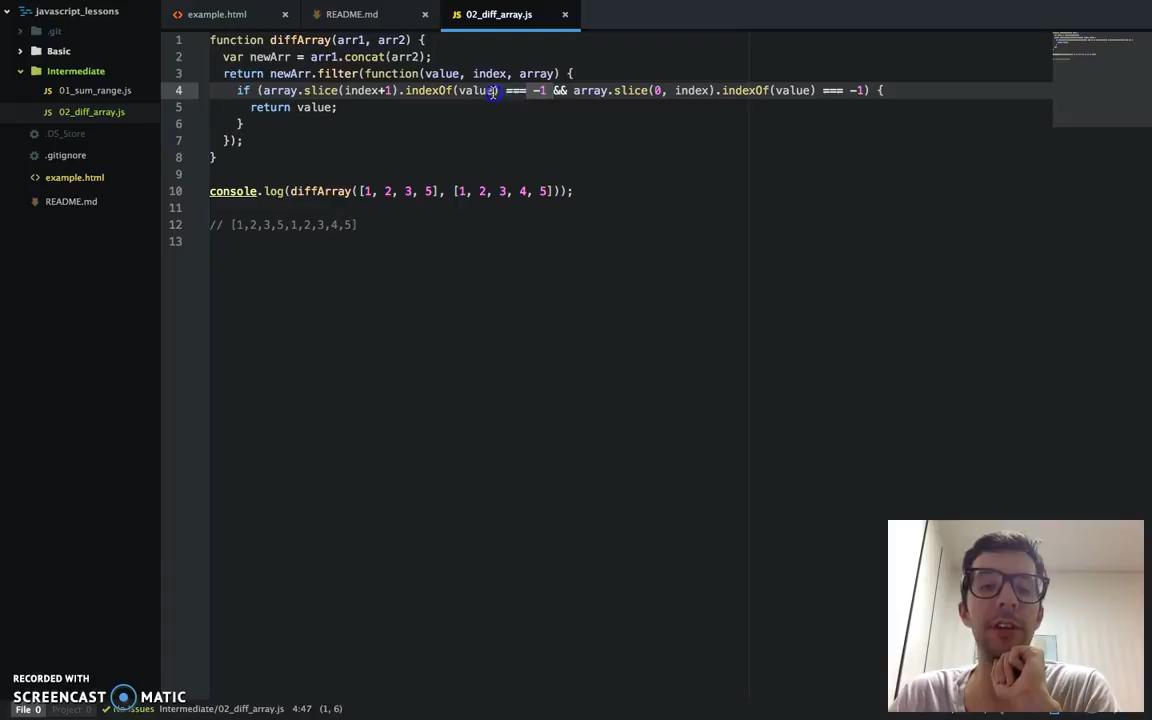 javascript_lessons
.git
Basic
Intermediate
01_sum_range.js
02_diff_array.js
.DS_Store
.gitignore
example.html
README.md
example.html
README.md
02_diff_array.js
1 function diffArray(arr1, arr2) {
2 var newArr = arr1.concat(arr2);
3 return newArr.filter(function(value, index, array) {
4 if (array.slice(index+1).indexOf(value) === -1 && array.slice(0, index).indexOf(value) === -1) {
5 return value;
6 }
7 });
8 }
9
10 console.log(diffArray([1, 2, 3, 5], [1, 2, 3, 4, 5]));
11
12 // [1,2,3,5,1,2,3,4,5]
13
RECORDED WITH
SCREENCAST MATIC
File 0 Project 0 No Issues Intermediate/02_diff_array.js 4:47 (1, 6)